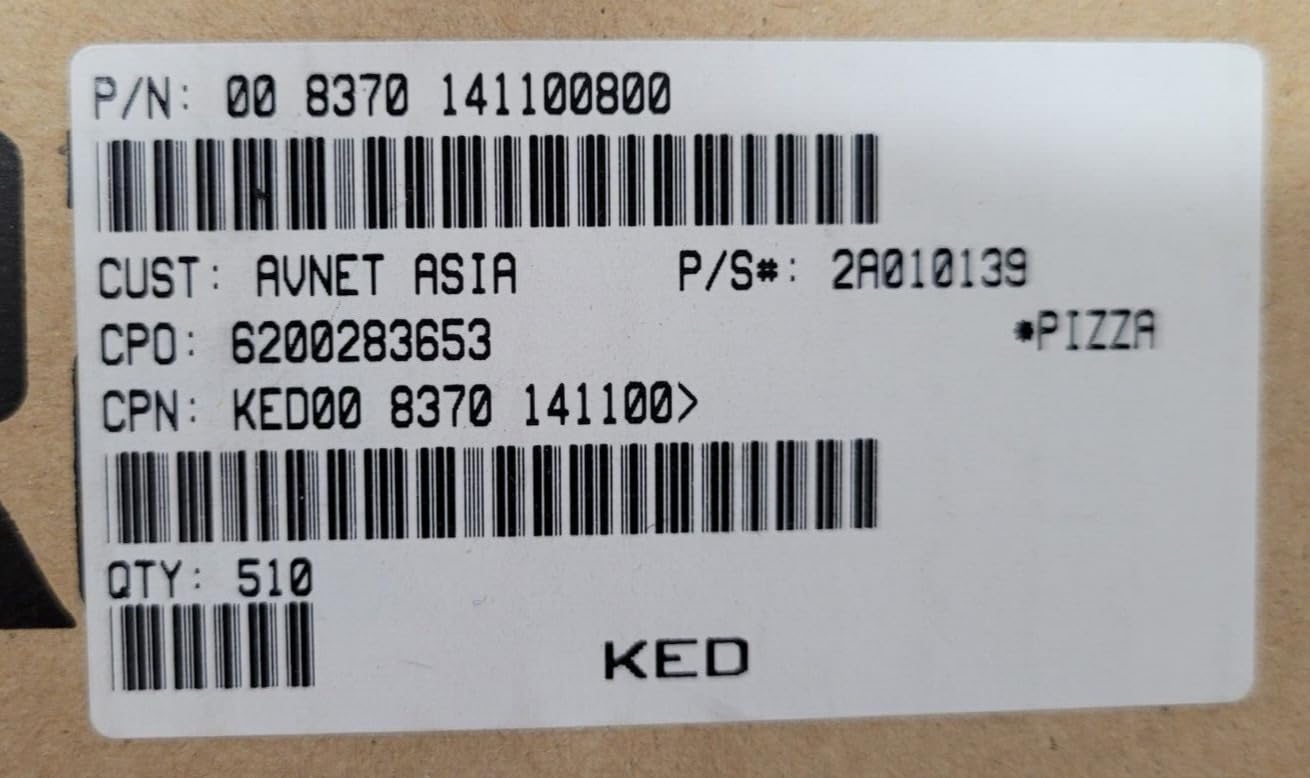 P/N: 00 8370 141100800
CUST: AVNET ASIA P/S#: 2A010139
CPO: 6200283653 *PIZZA
CPN: KED00 8370 141100>
QTY: 510
KED